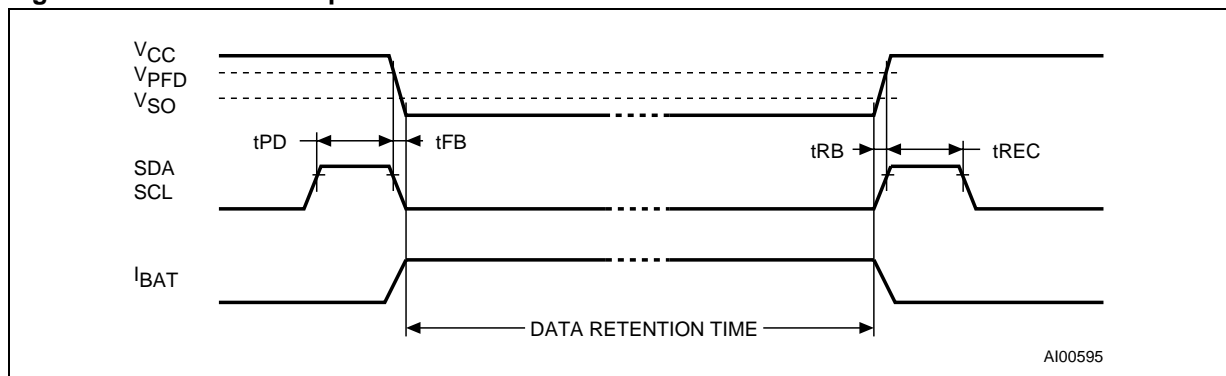 VCC
VPFD
VSO
tPD
tFB
tRB
tREC
SDA
SCL
IBAT
DATA RETENTION TIME
AI00595